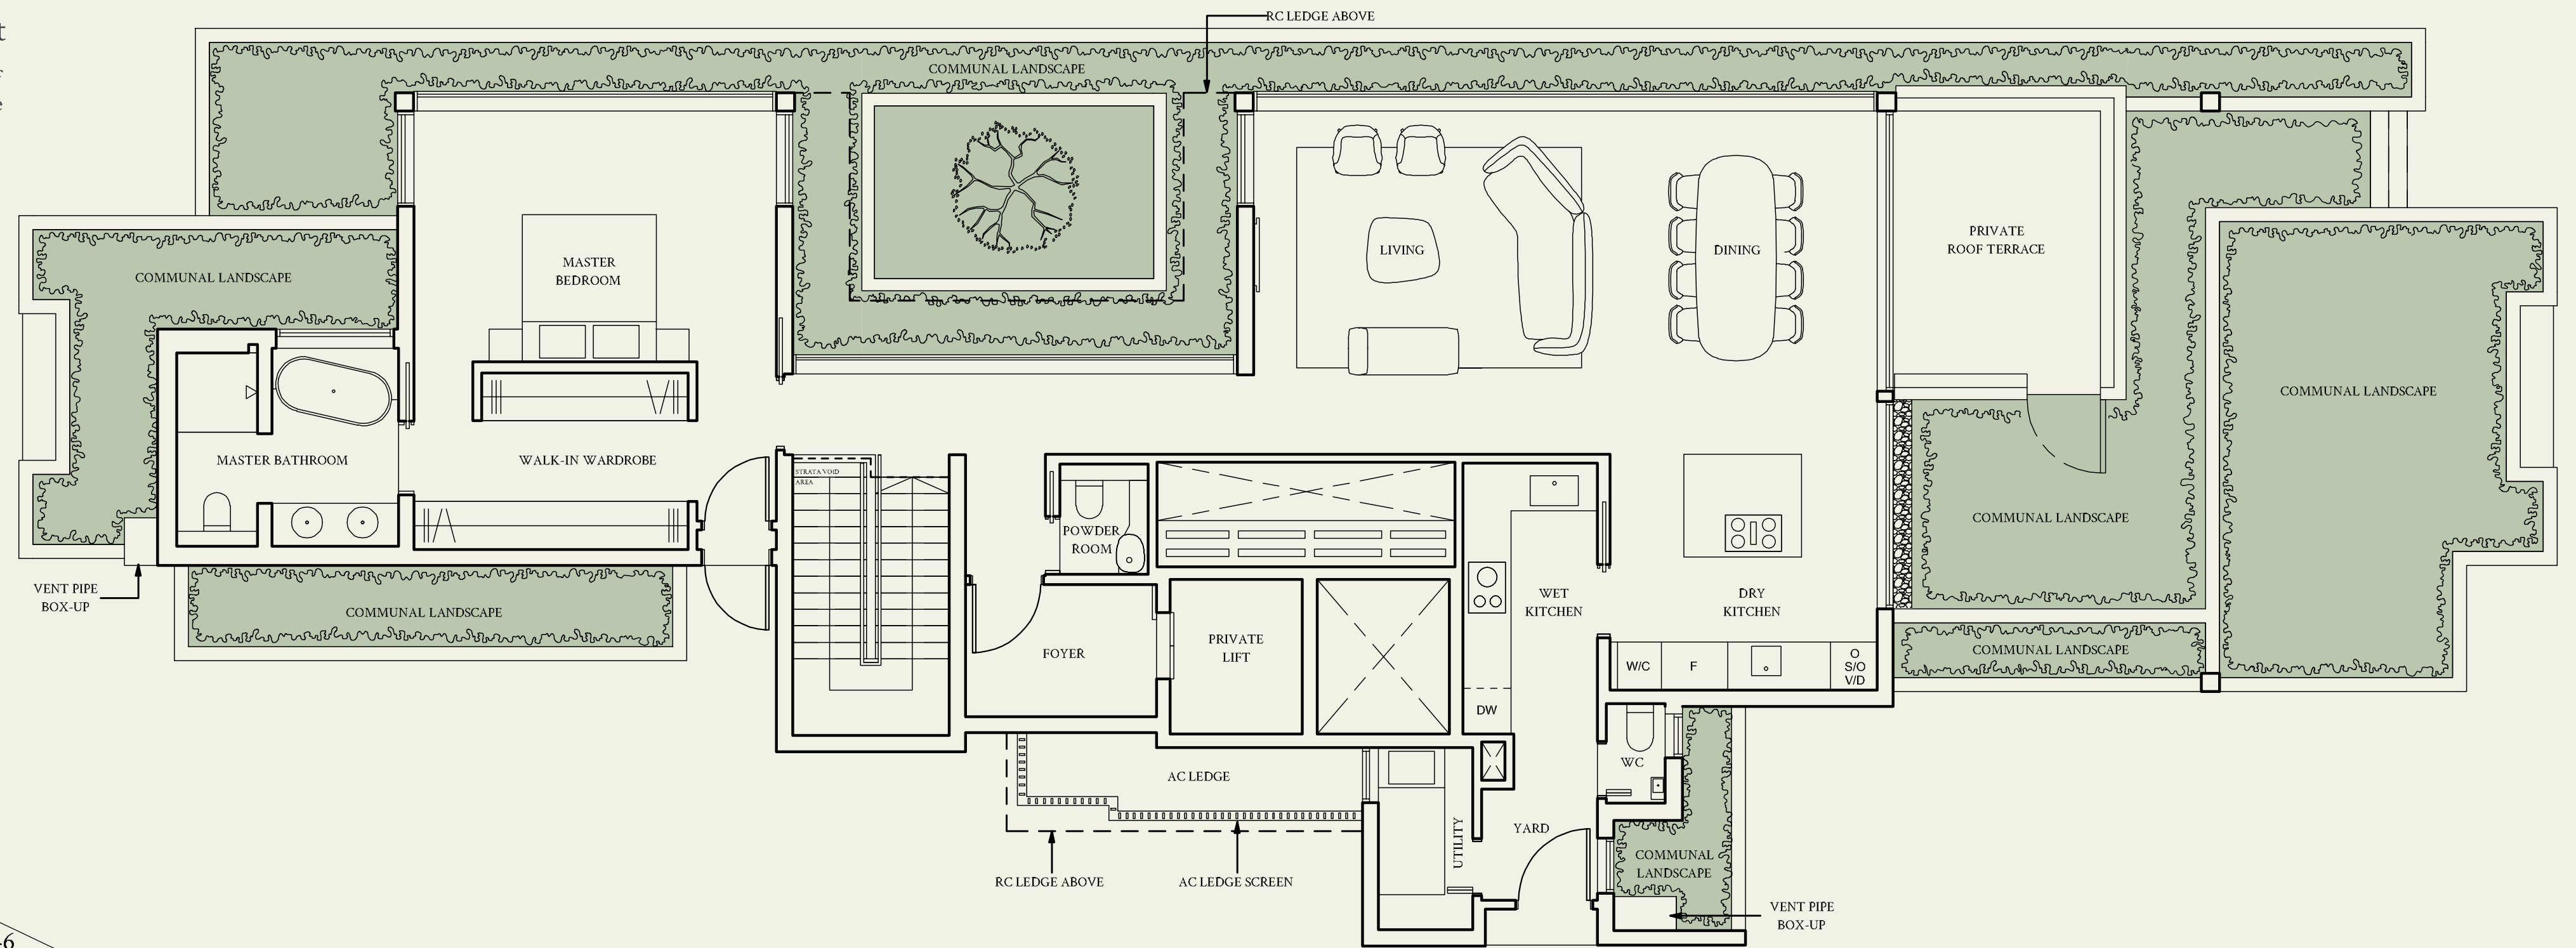 t
RC LEDGE ABOVE
COMMUNAL LANDSCAPE
COMMUNAL LANDSCAPE
MASTER
BEDROOM
LIVING
DINING
PRIVATE
ROOF TERRACE
COMMUNAL LANDSCAPE
MASTER BATHROOM
WALK-IN WARDROBE
STRATA VOID
AREA
POWDER
ROOM
COMMUNAL LANDSCAPE
VENT PIPE
BOX-UP
COMMUNAL LANDSCAPE
FOYER
PRIVATE
LIFT
WET
KITCHEN
DRY
KITCHEN
COMMUNAL LANDSCAPE
W/C
F
O
S/O
V/D
DW
AC LEDGE
WC
UTILITY
YARD
COMMUNAL
LANDSCAPE
RC LEDGE ABOVE
AC LEDGE SCREEN
VENT PIPE
BOX-UP